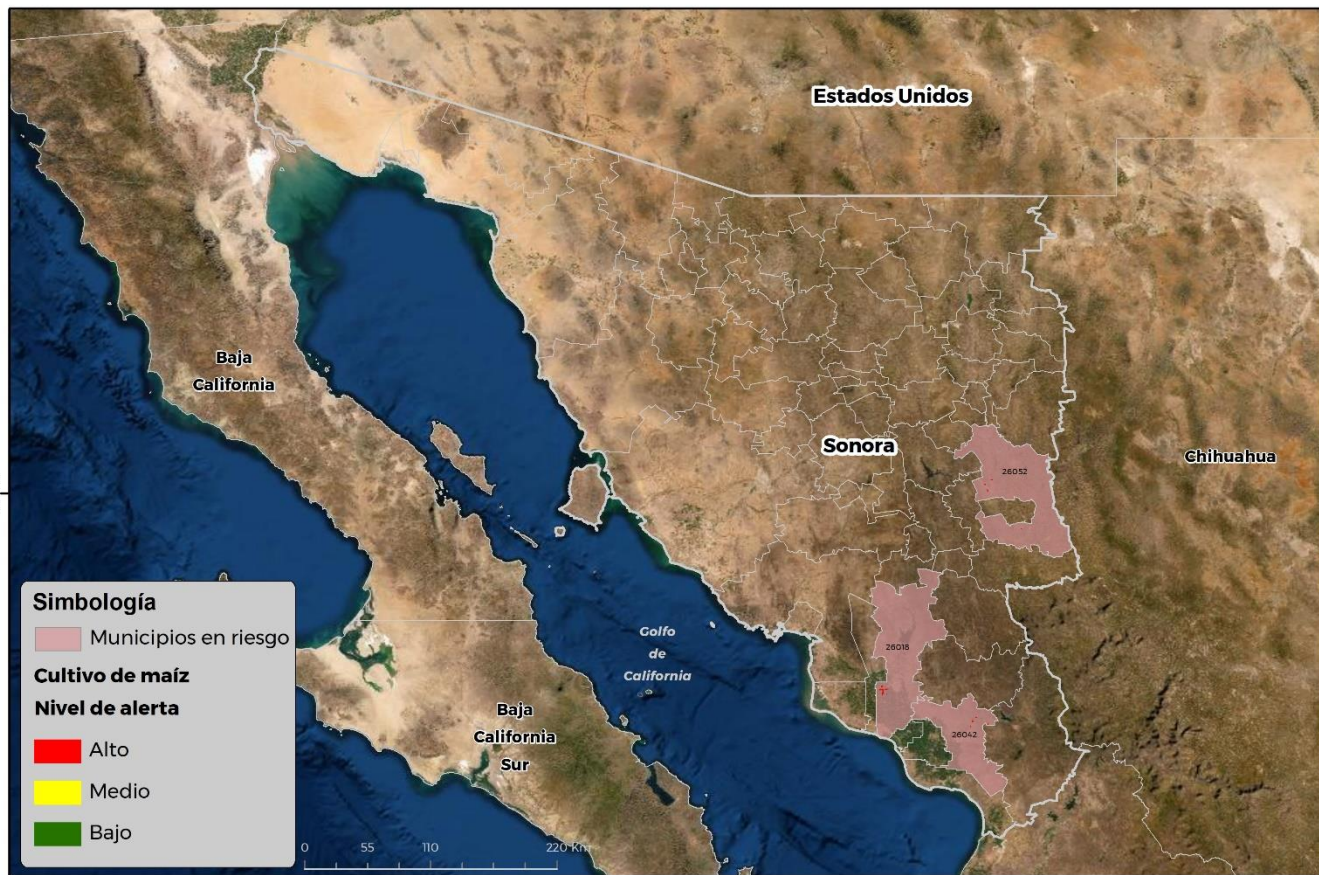 Estados Unidos
Baja
California
Sonora
Chihuahua
26052
26018
26042
Golfo
de
California
Baja
California
Sur
Simbología
Municipios en riesgo
Cultivo de maíz
Nivel de alerta
Alto
Medio
Bajo
0 55 110 220 Km